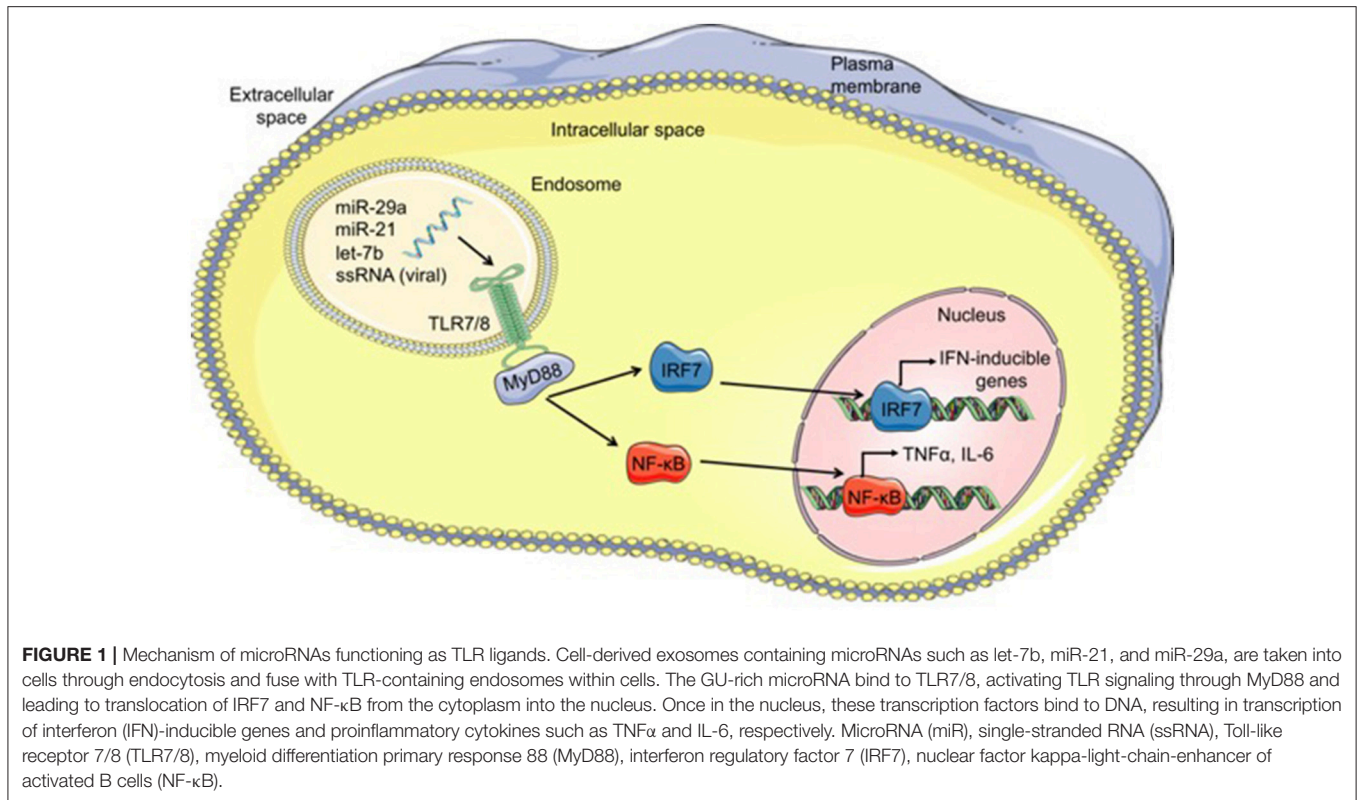 Extracellular
space
Plasma
membrane
Intracellular space
Endosome
miR-29a
miR-21
let-7b
ssRNA (viral)
TLR7/8
MyD88
IRF7
NF-κB
Nucleus
IFN-inducible
genes
IRF7
TNFα, IL-6
NF-κB
FIGURE 1 | Mechanism of microRNAs functioning as TLR ligands. Cell-derived exosomes containing microRNAs such as let-7b, miR-21, and miR-29a, are taken into
cells through endocytosis and fuse with TLR-containing endosomes within cells. The GU-rich microRNA bind to TLR7/8, activating TLR signaling through MyD88 and
leading to translocation of IRF7 and NF-κB from the cytoplasm into the nucleus. Once in the nucleus, these transcription factors bind to DNA, resulting in transcription
of interferon (IFN)-inducible genes and proinflammatory cytokines such as TNFα and IL-6, respectively. MicroRNA (miR), single-stranded RNA (ssRNA), Toll-like
receptor 7/8 (TLR7/8), myeloid differentiation primary response 88 (MyD88), interferon regulatory factor 7 (IRF7), nuclear factor kappa-light-chain-enhancer of
activated B cells (NF-κB).